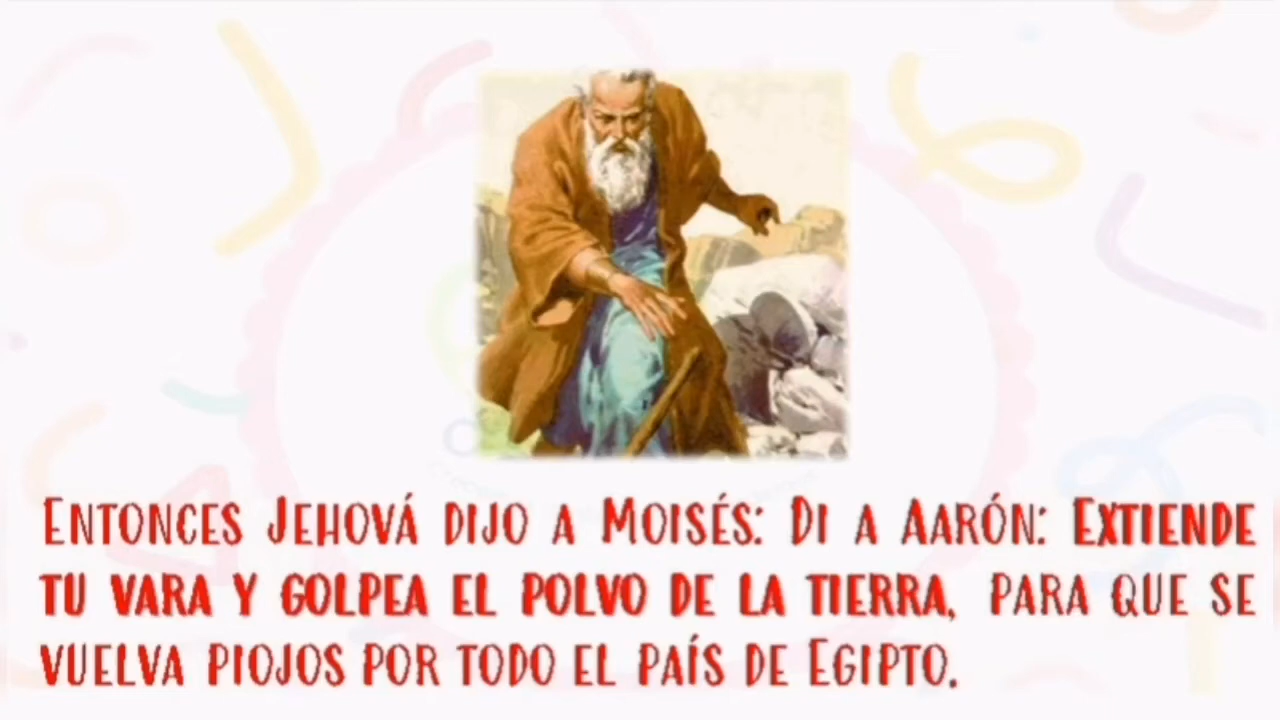 Entonces Jehová dijo a Moisés: Di a Aarón: Extiende
tu vara y golpea el polvo de la tierra, para que se
vuelva piojos por todo el país de Egipto.